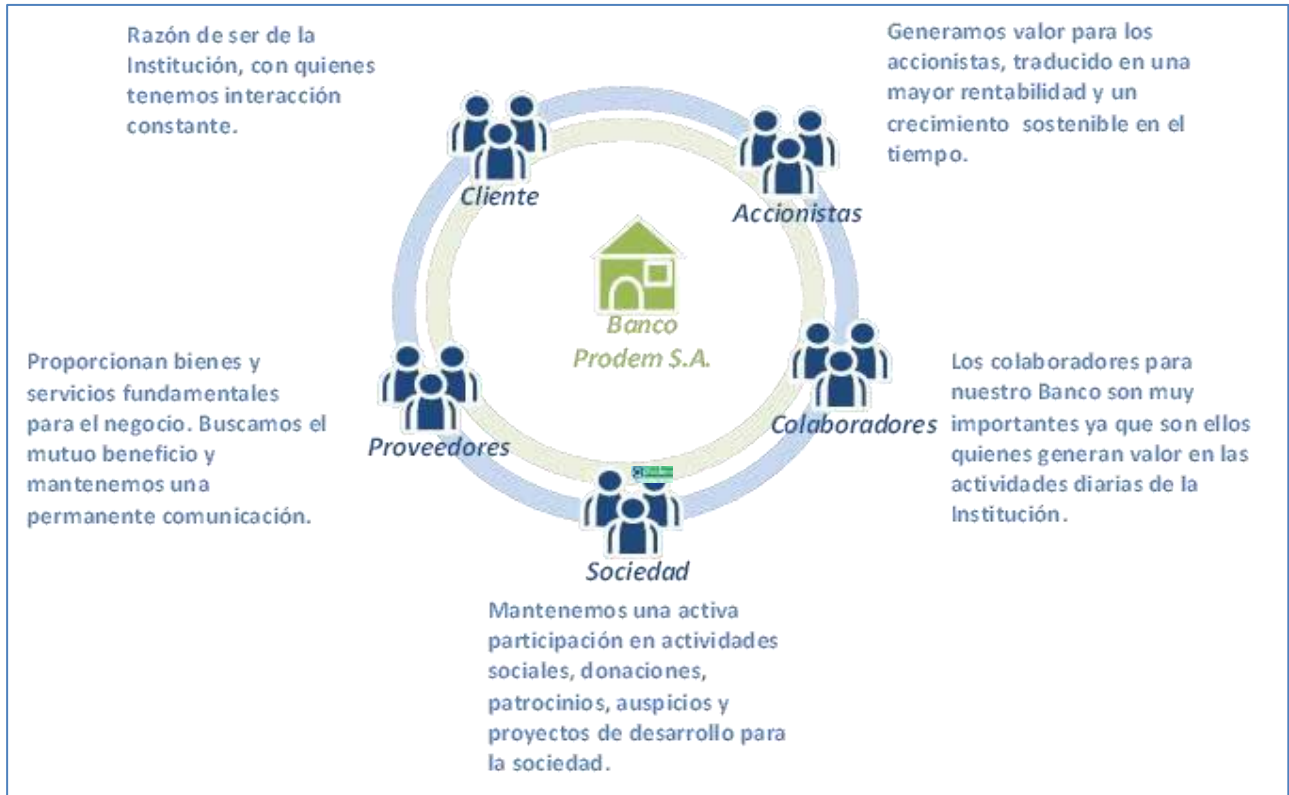 Razón de ser de la
Institución, con quienes
tenemos interacción
constante.
Generamos valor para los
accionistas, traducido en una
mayor rentabilidad y un
crecimiento sostenible en el
tiempo.
Cliente
Accionistas
Banco
Prodem S.A.
Proporcionan bienes y
servicios fundamentales
para el negocio. Buscamos el
mutuo beneficio y
mantenemos una
permanente comunicación.
Proveedores
Colaboradores
Los colaboradores para
nuestro Banco son muy
importantes ya que son ellos
quienes generan valor en las
actividades diarias de la
Institución.
Sociedad
Mantenemos una activa
participación en actividades
sociales, donaciones,
patrocinios, auspicios y
proyectos de desarrollo para
la sociedad.